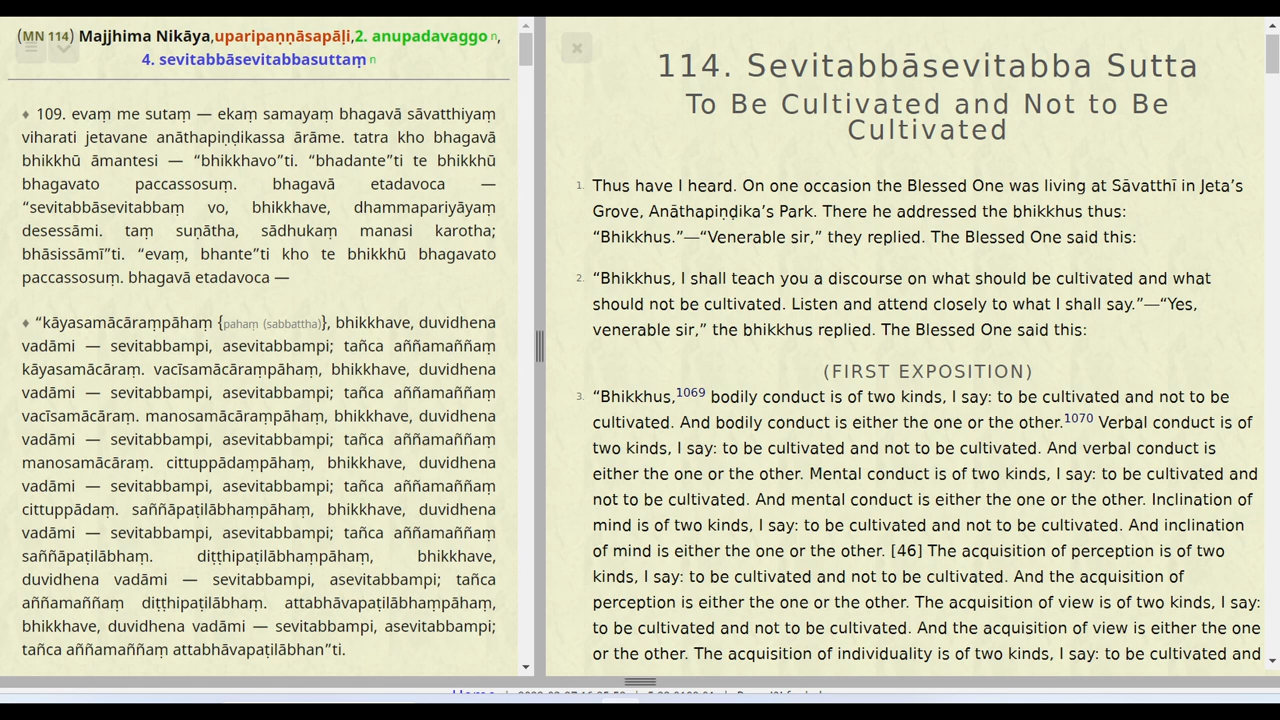 (MN 114) Majjhima Nikāya,uparipaṇṇāsapāḷi,2. anupadavaggo n,
4. sevitabbāsevitabbasuttaṃ n
♦ 109. evaṃ me sutaṃ — ekaṃ samayaṃ bhagavā sāvatthiyaṃ
viharati jetavane anāthapiṇḍikassa ārāme. tatra kho bhagavā
bhikkhū āmantesi — “bhikkhavo”ti. “bhadante”ti te bhikkhū
bhagavato paccassosuṃ. bhagavā etadavoca —
“sevitabbāsevitabbaṃ vo, bhikkhave, dhammapariyāyaṃ
desessāmi. taṃ suṇātha, sādhukaṃ manasi karotha;
bhāsissāmī”ti. “evaṃ, bhante”ti kho te bhikkhū bhagavato
paccassosuṃ. bhagavā etadavoca —
♦ “kāyasamācāraṃpāhaṃ {pahaṃ (sabbattha)}, bhikkhave, duvidhena
vadāmi — sevitabbampi, asevitabbampi; tañca aññamaññaṃ
kāyasamācāraṃ. vacīsamācāraṃpāhaṃ, bhikkhave, duvidhena
vadāmi — sevitabbampi, asevitabbampi; tañca aññamaññaṃ
vacīsamācāraṃ. manosamācāraṃpāhaṃ, bhikkhave, duvidhena
vadāmi — sevitabbampi, asevitabbampi; tañca aññamaññaṃ
manosamācāraṃ. cittuppādaṃpāhaṃ, bhikkhave, duvidhena
vadāmi — sevitabbampi, asevitabbampi; tañca aññamaññaṃ
cittuppādaṃ. saññāpaṭilābhaṃpāhaṃ, bhikkhave, duvidhena
vadāmi — sevitabbampi, asevitabbampi; tañca aññamaññaṃ
saññāpaṭilābhaṃ. diṭṭhipaṭilābhaṃpāhaṃ, bhikkhave,
duvidhena vadāmi — sevitabbampi, asevitabbampi; tañca
aññamaññaṃ diṭṭhipaṭilābhaṃ. attabhāvapaṭilābhaṃpāhaṃ,
bhikkhave, duvidhena vadāmi — sevitabbampi, asevitabbampi;
tañca aññamaññaṃ attabhāvapaṭilābhan”ti.
114. Sevitabbāsevitabba Sutta
To Be Cultivated and Not to Be
Cultivated
1. Thus have I heard. On one occasion the Blessed One was living at Sāvatthī in Jeta’s
Grove, Anāthapiṇḍika’s Park. There he addressed the bhikkhus thus:
“Bhikkhus.”—“Venerable sir,” they replied. The Blessed One said this:
2. “Bhikkhus, I shall teach you a discourse on what should be cultivated and what
should not be cultivated. Listen and attend closely to what I shall say.”—“Yes,
venerable sir,” the bhikkhus replied. The Blessed One said this:
(FIRST EXPOSITION)
3. “Bhikkhus,1069 bodily conduct is of two kinds, I say: to be cultivated and not to be
cultivated. And bodily conduct is either the one or the other.1070 Verbal conduct is of
two kinds, I say: to be cultivated and not to be cultivated. And verbal conduct is
either the one or the other. Mental conduct is of two kinds, I say: to be cultivated and
not to be cultivated. And mental conduct is either the one or the other. Inclination of
mind is of two kinds, I say: to be cultivated and not to be cultivated. And inclination
of mind is either the one or the other. [46] The acquisition of perception is of two
kinds, I say: to be cultivated and not to be cultivated. And the acquisition of
perception is either the one or the other. The acquisition of view is of two kinds, I say:
to be cultivated and not to be cultivated. And the acquisition of view is either the one
or the other. The acquisition of individuality is of two kinds, I say: to be cultivated and